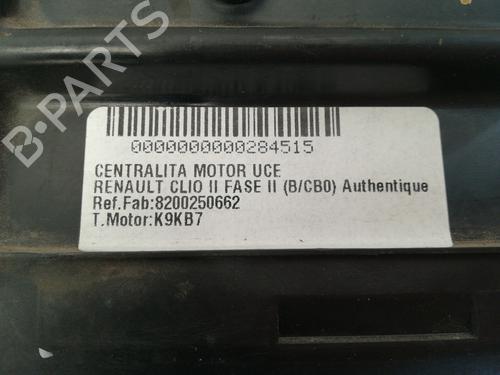 B-PARTS
0000000000284515
CENTRALITA MOTOR UCE
RENAULT CLIO II FASE II (B/CB0) Authentique
Ref.Fab:8200250662
T.Motor:K9KB7